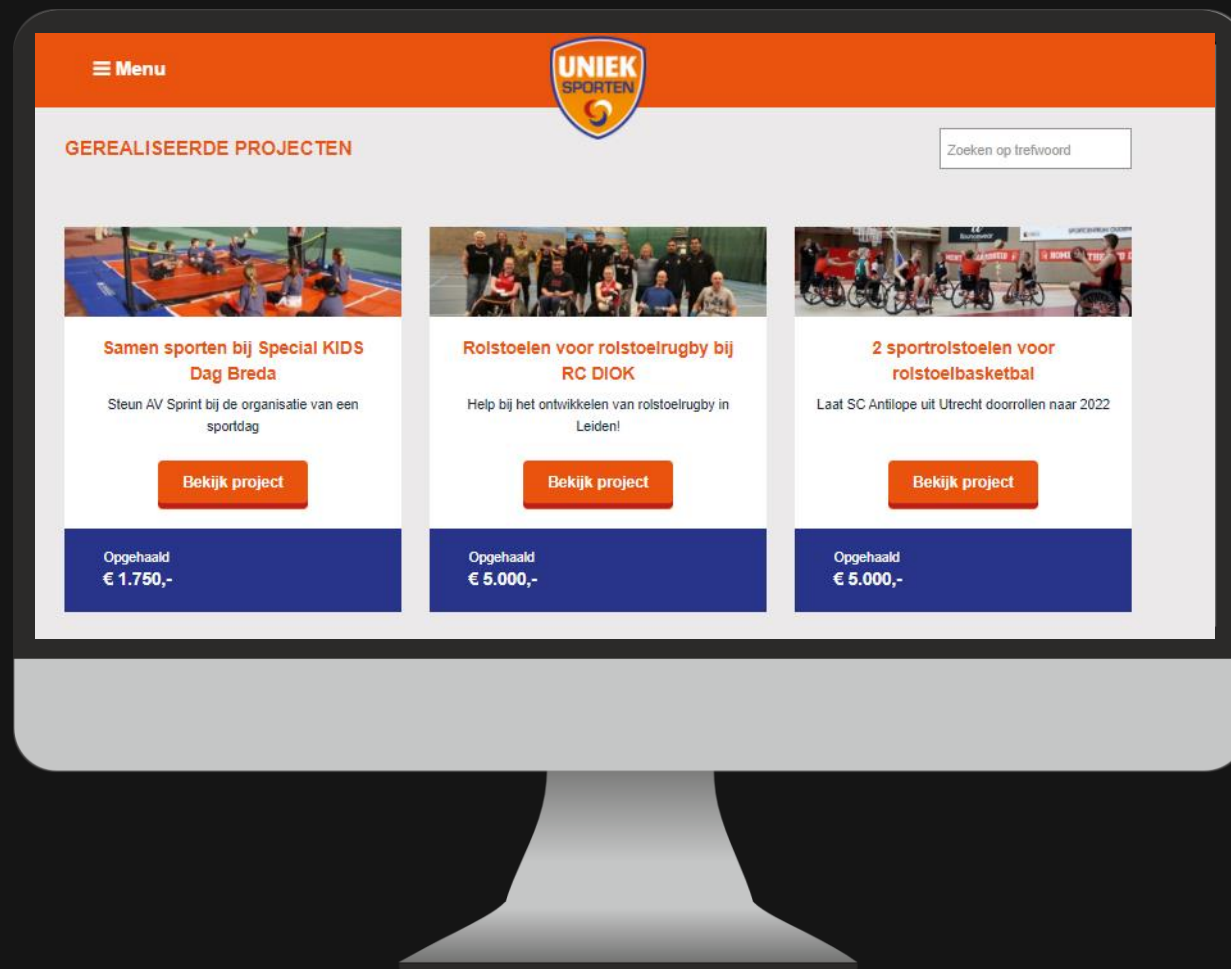 Menu
UNIEK
SPORTEN
GEREALISEERDE PROJECTEN
Zoeken op trefwoord
Samen sporten bij Special KIDS
Dag Breda
Steun AV Sprint bij de organisatie van een
sportdag
Bekijk project
Opgehaald
€ 1.750,-
Rolstoelen voor rolstoelrugby bij
RC DIOK
Help bij het ontwikkelen van rolstoelrugby in
Leiden!
Bekijk project
Opgehaald
€ 5.000,-
2 sportrolstoelen voor
rolstoelbasketbal
Laat SC Antilope uit Utrecht doorrollen naar 2022
Bekijk project
Opgehaald
€ 5.000,-